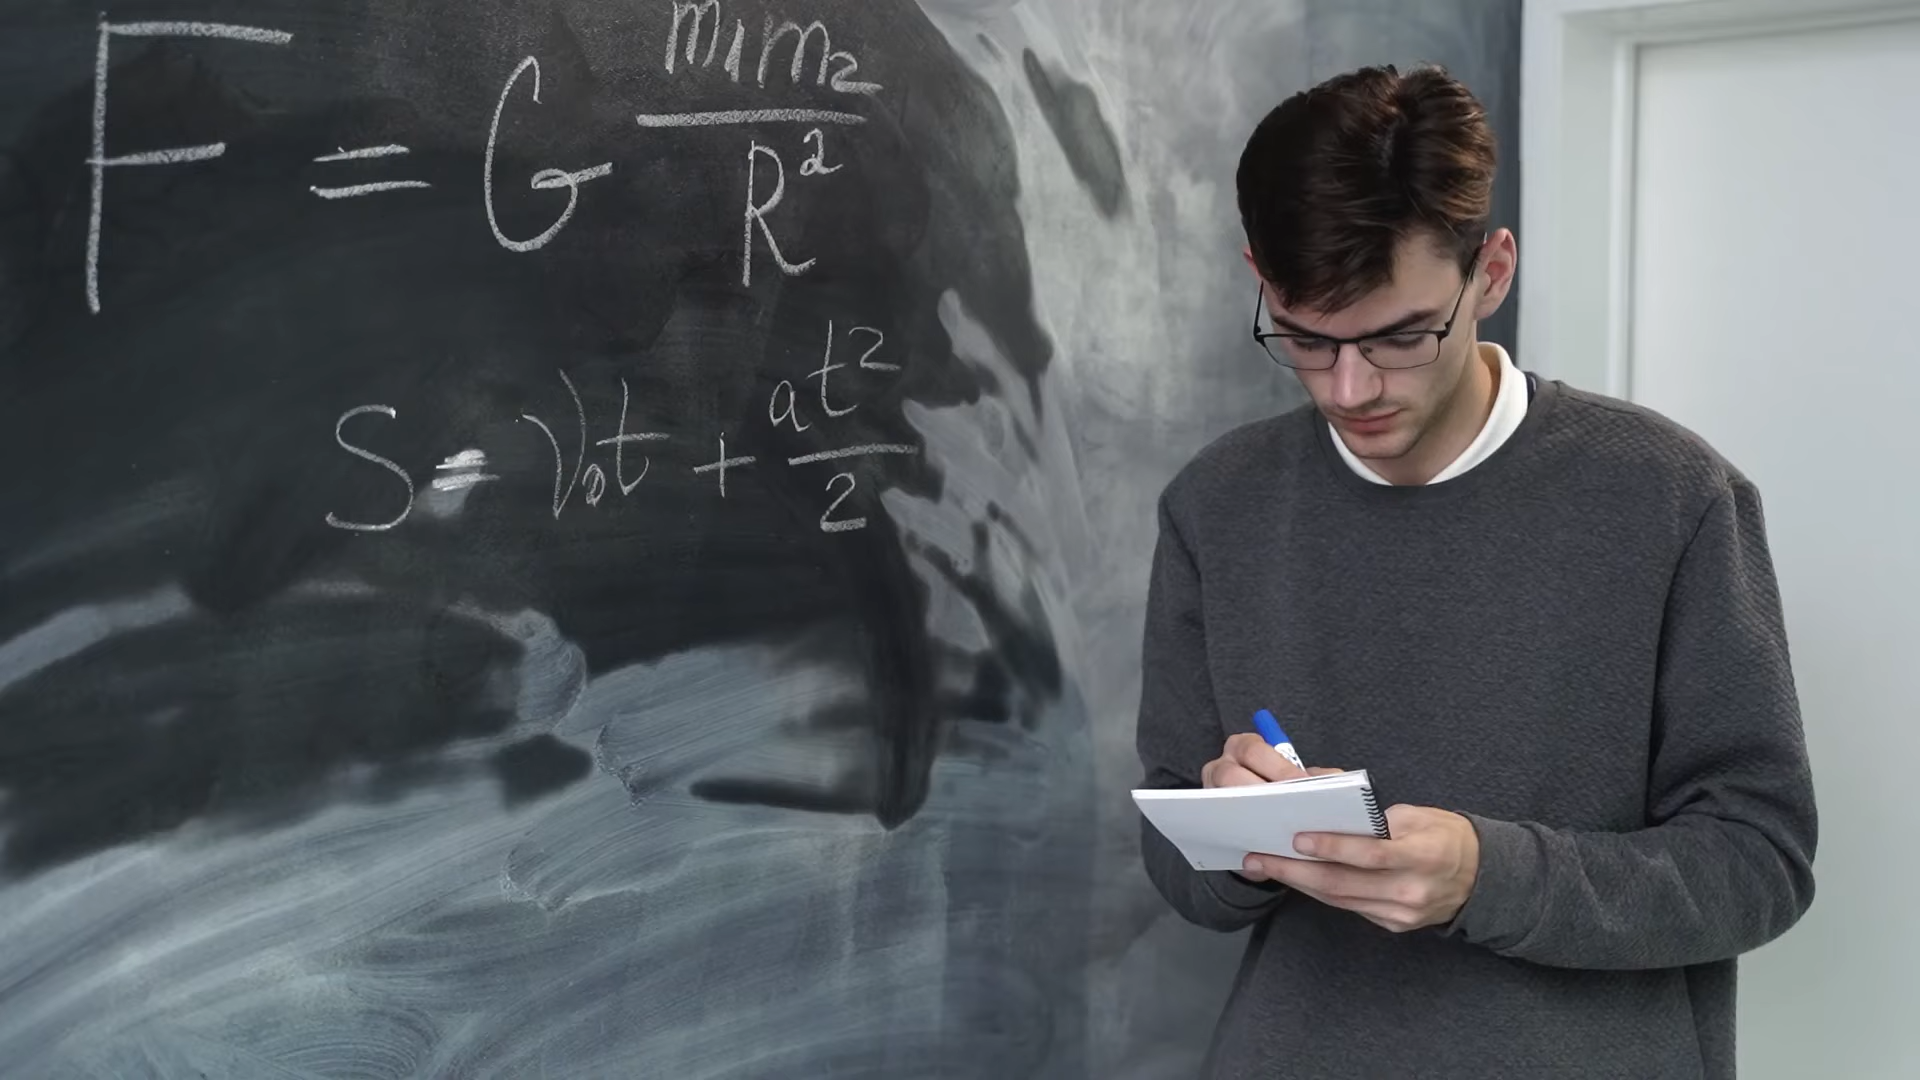 F = G m₁m₂/R²
S = V₀t + at²/2